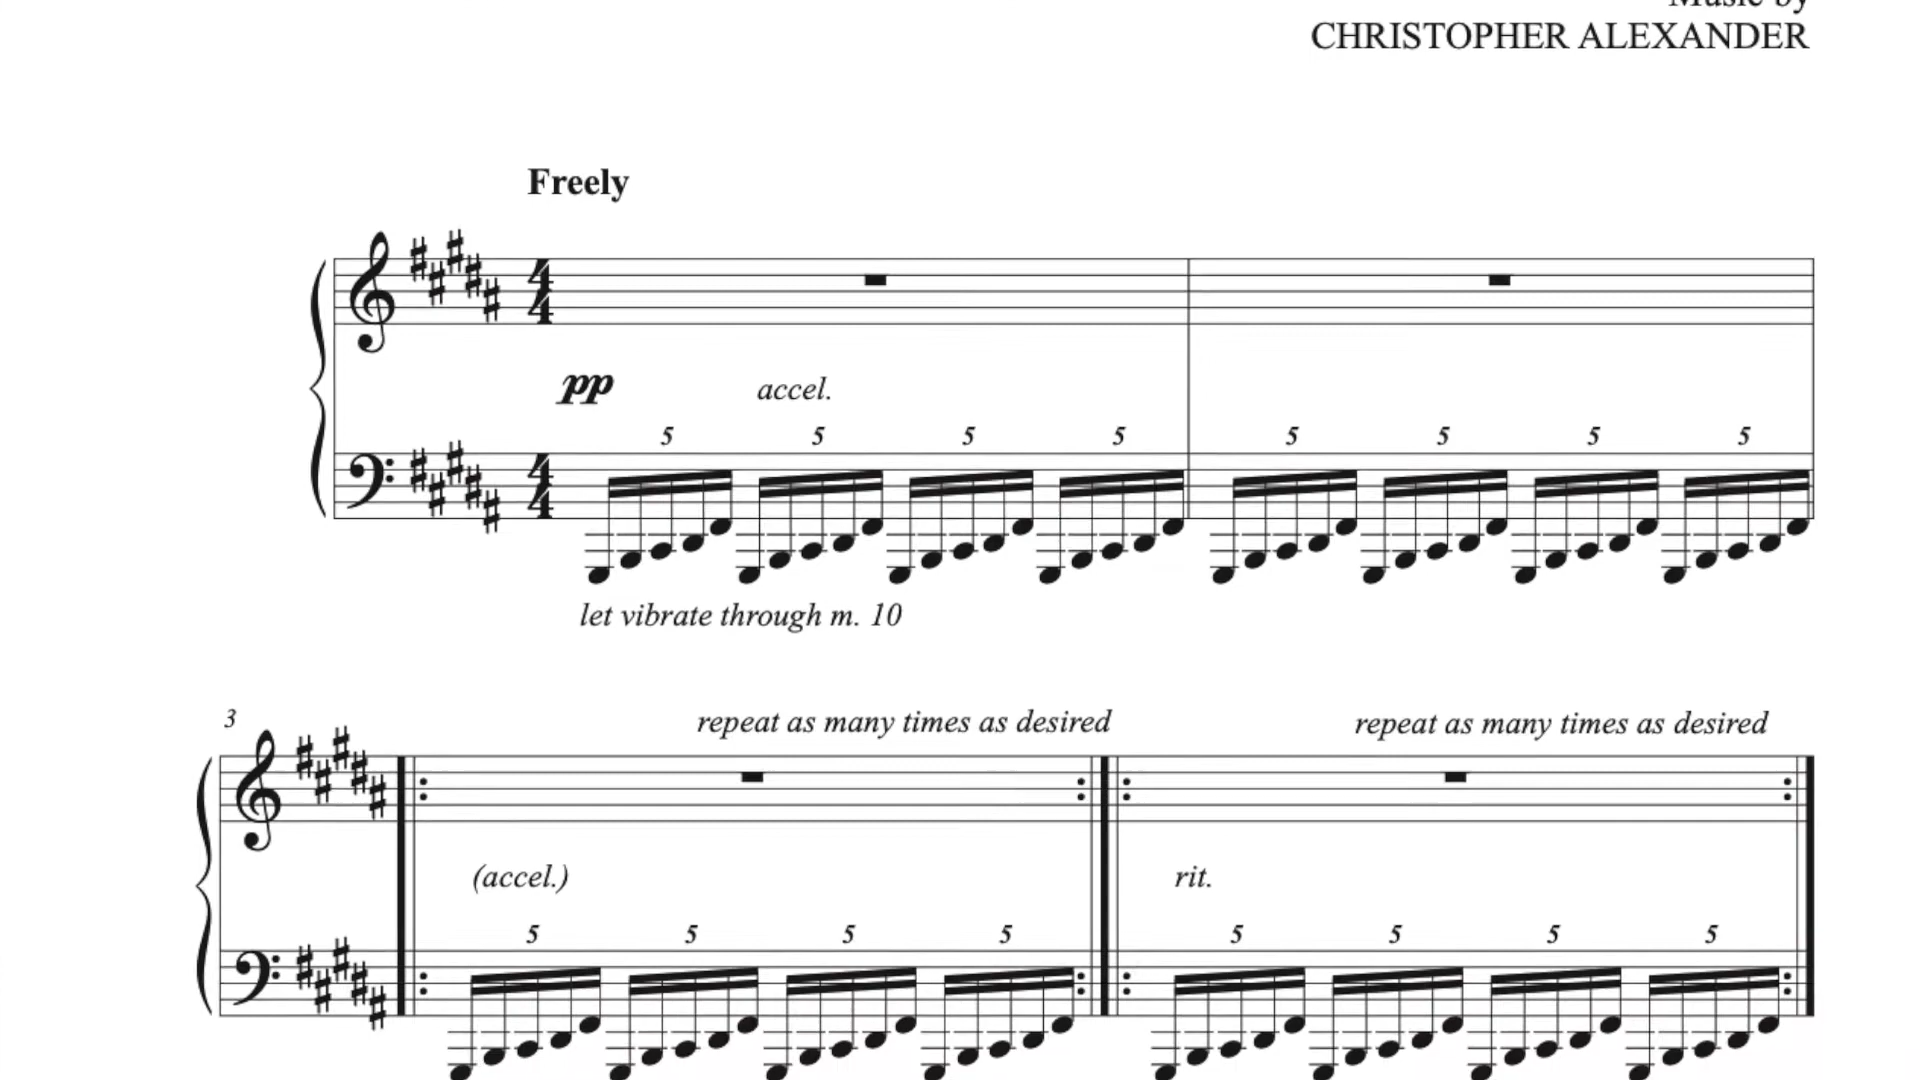 Music by
CHRISTOPHER ALEXANDER
Freely
pp accel.
5 5 5 5 5 5 5 5
let vibrate through m. 10
3 repeat as many times as desired repeat as many times as desired
(accel.) rit.
5 5 5 5 5 5 5 5